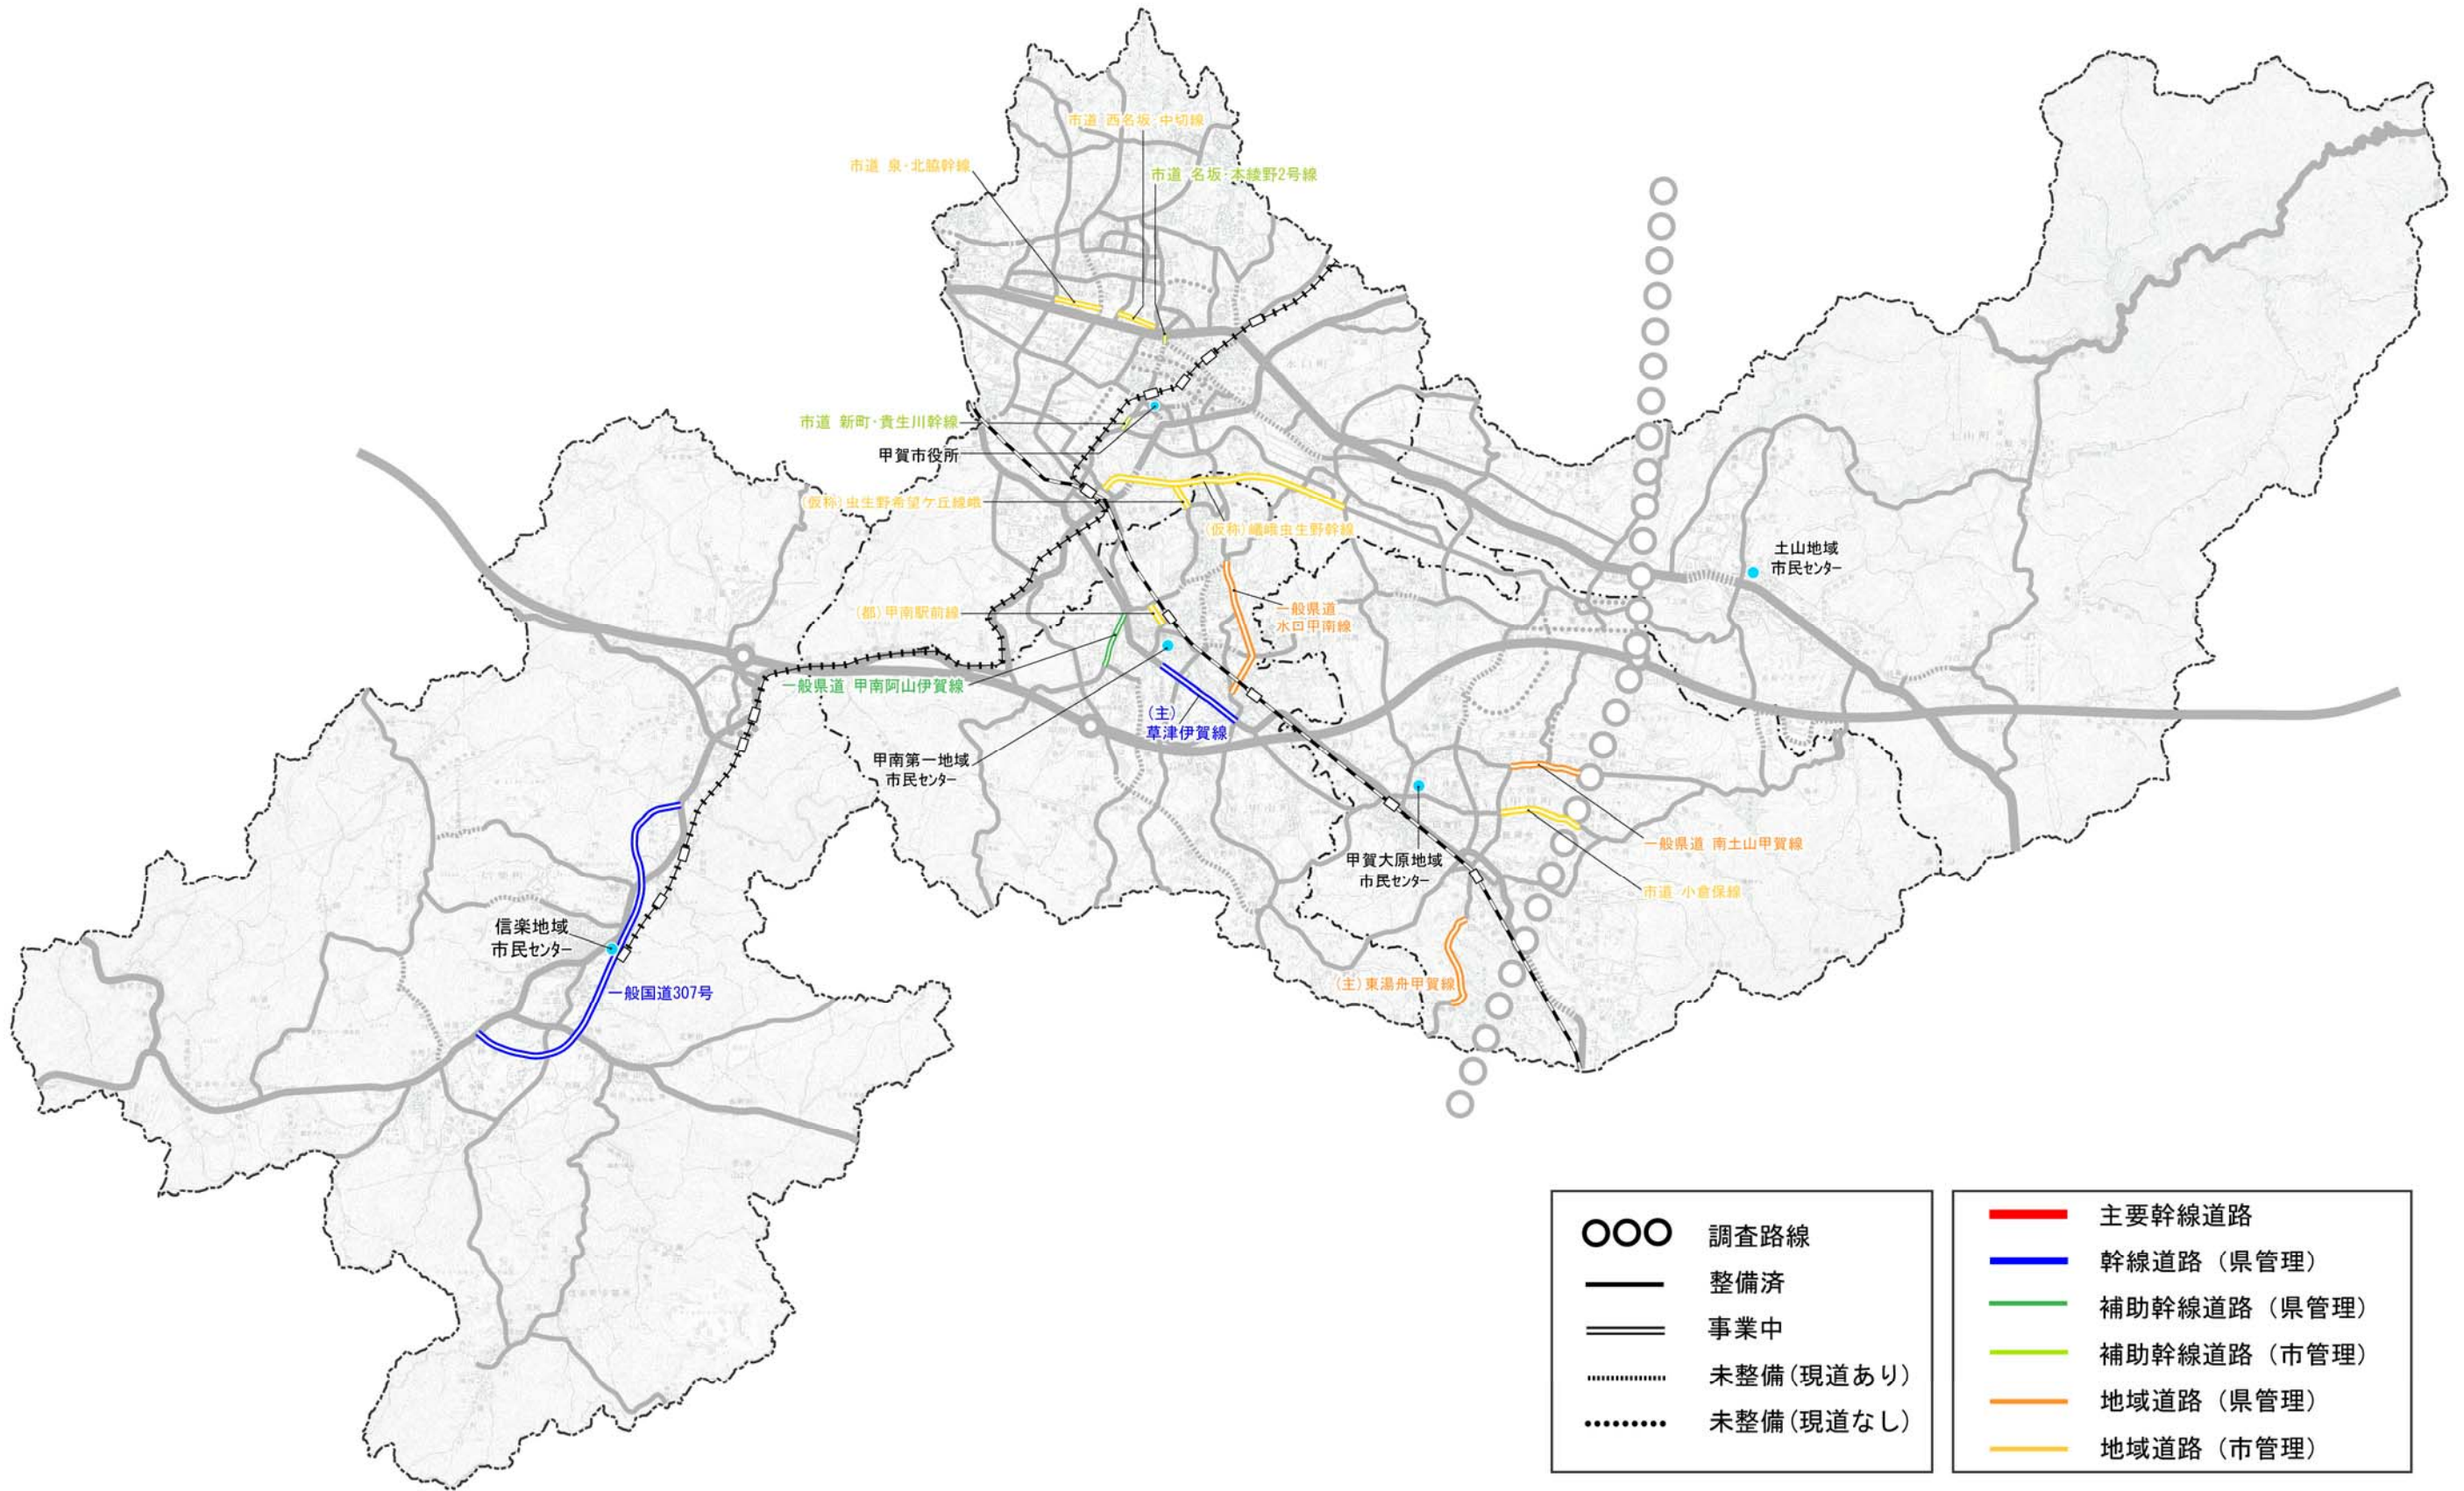 市道 西名坂・中切線
市道 泉・北脇幹線
市道 名坂・本綾野2号線
市道 新町・貴生川幹線
甲賀市役所
(仮称)虫生野希望ケ丘線
(仮称)嶬峨虫生野幹線
土山地域
市民センター
(都)甲南駅前線
一般県道
水口甲南線
一般県道 甲南阿山伊賀線
(主)
草津伊賀線
甲南第一地域
市民センター
一般県道 南土山甲賀線
甲賀大原地域
市民センター
市道 小倉保線
信楽地域
市民センター
(主)東湯舟甲賀線
一般国道307号
調査路線
整備済
事業中
未整備(現道あり)
未整備(現道なし)
主要幹線道路
幹線道路（県管理）
補助幹線道路（県管理）
補助幹線道路（市管理）
地域道路（県管理）
地域道路（市管理）